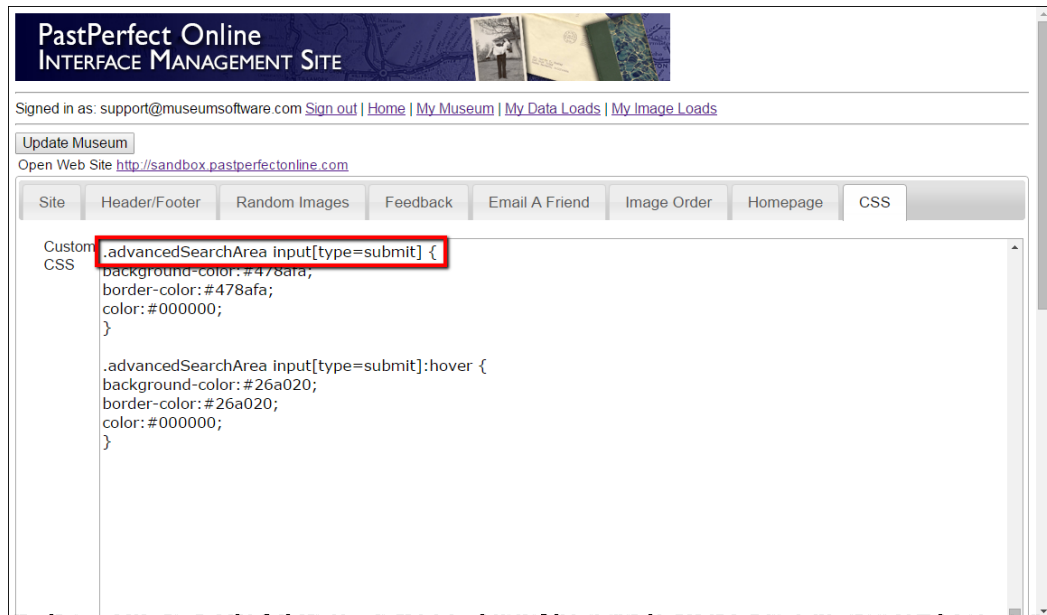 PastPerfect Online
INTERFACE MANAGEMENT SITE
Signed in as: support@museumsoftware.com Sign out | Home | My Museum | My Data Loads | My Image Loads
Update Museum
Open Web Site http://sandbox.pastperfectonline.com
Site Header/Footer Random Images Feedback Email A Friend Image Order Homepage CSS
Custom
CSS
.advancedSearchArea input[type=submit] {
background-color:#478afa;
border-color:#478afa;
color:#000000;
}
.advancedSearchArea input[type=submit]:hover {
background-color:#26a020;
border-color:#26a020;
color:#000000;
}